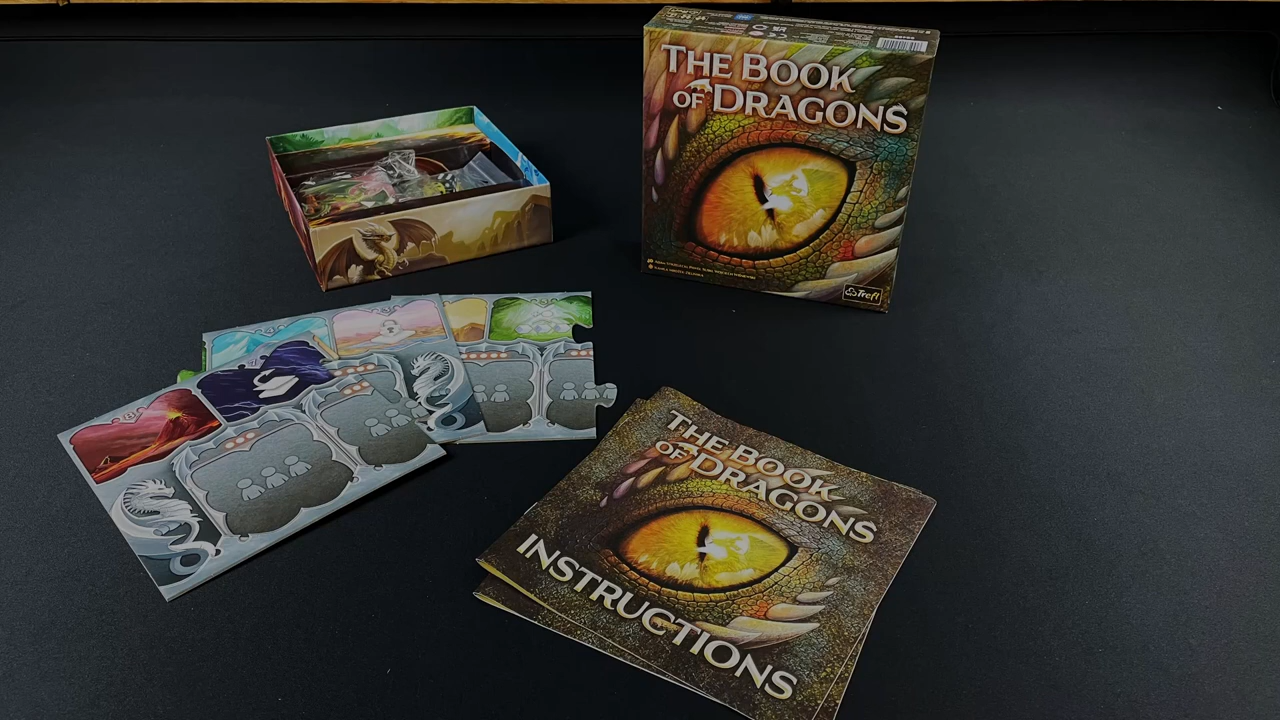 THE BOOK
OF DRAGONS
Trefl
THE BOOK
OF DRAGONS
INSTRUCTIONS